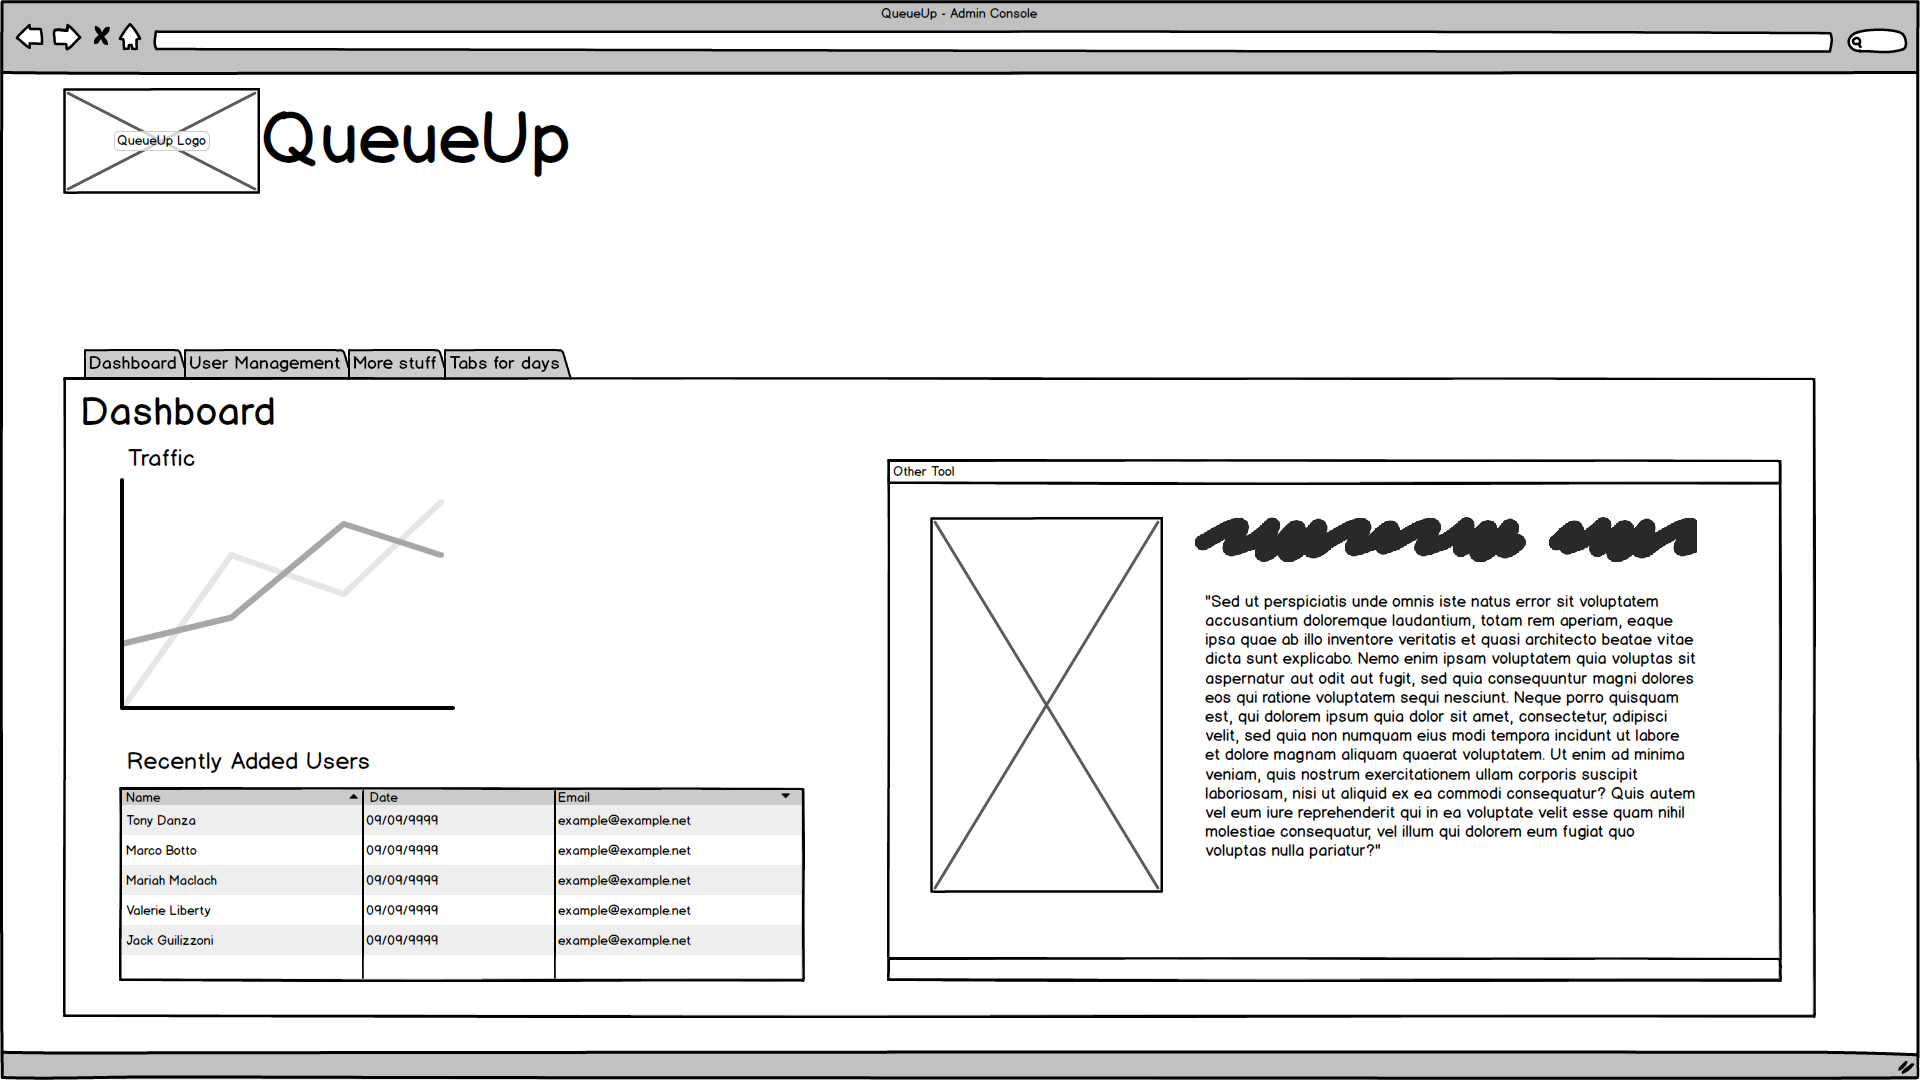 QueueUp - Admin Console
QueueUp Logo
QueueUp
Dashboard User Management More stuff Tabs for days
Dashboard
Traffic
Recently Added Users
Name Date Email
Tony Danza 09/09/9999 example@example.net
Marco Botto 09/09/9999 example@example.net
Mariah Maclach 09/09/9999 example@example.net
Valerie Liberty 09/09/9999 example@example.net
Jack Guilizzoni 09/09/9999 example@example.net
Other Tool
"Sed ut perspiciatis unde omnis iste natus error sit voluptatem
accusantium doloremque laudantium, totam rem aperiam, eaque
ipsa quae ab illo inventore veritatis et quasi architecto beatae vitae
dicta sunt explicabo. Nemo enim ipsam voluptatem quia voluptas sit
aspernatur aut odit aut fugit, sed quia consequuntur magni dolores
eos qui ratione voluptatem sequi nesciunt. Neque porro quisquam
est, qui dolorem ipsum quia dolor sit amet, consectetur, adipisci
velit, sed quia non numquam eius modi tempora incidunt ut labore
et dolore magnam aliquam quaerat voluptatem. Ut enim ad minima
veniam, quis nostrum exercitationem ullam corporis suscipit
laboriosam, nisi ut aliquid ex ea commodi consequatur? Quis autem
vel eum iure reprehenderit qui in ea voluptate velit esse quam nihil
molestiae consequatur, vel illum qui dolorem eum fugiat quo
voluptas nulla pariatur?"